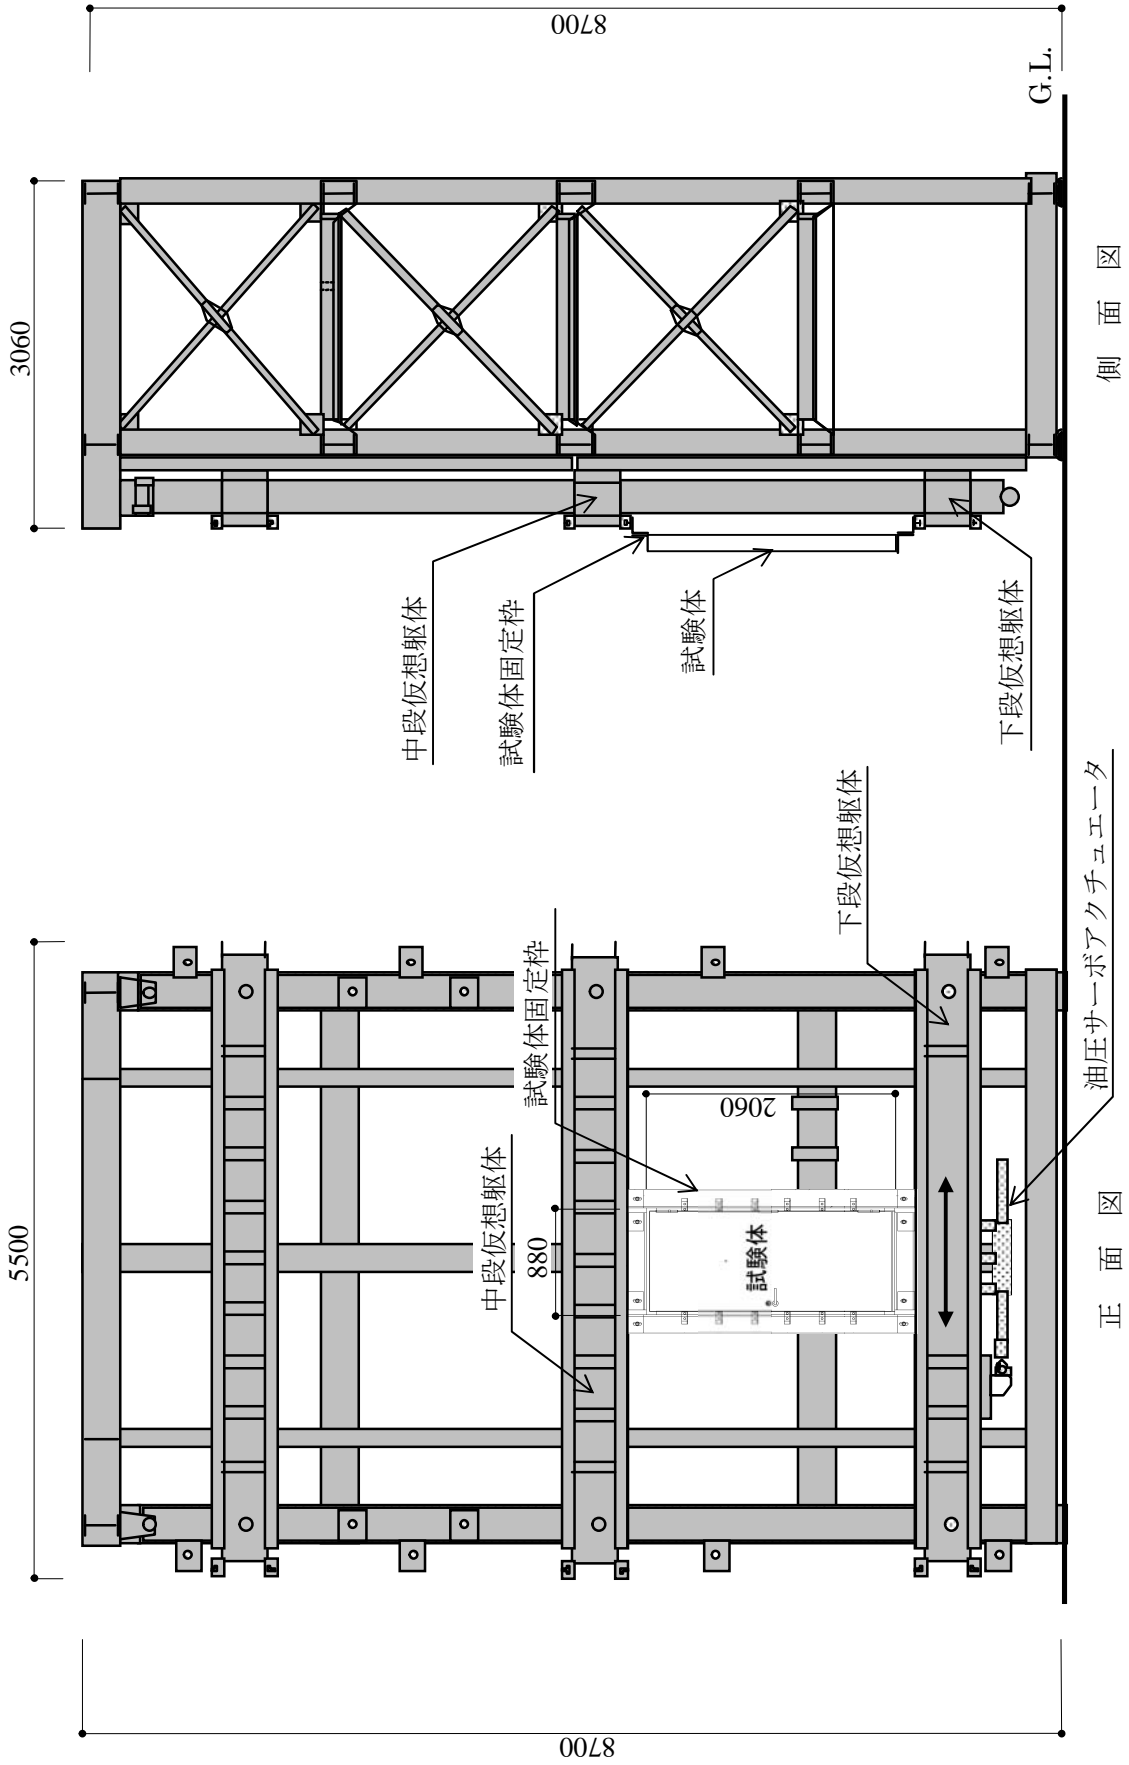 5500
3060
8700
8700
中段仮想躯体
試験体固定枠
2060
880
試験体
下段仮想躯体
油圧サーボアクチュエータ
正面図
中段仮想躯体
試験体固定枠
試験体
下段仮想躯体
G.L.
側面図